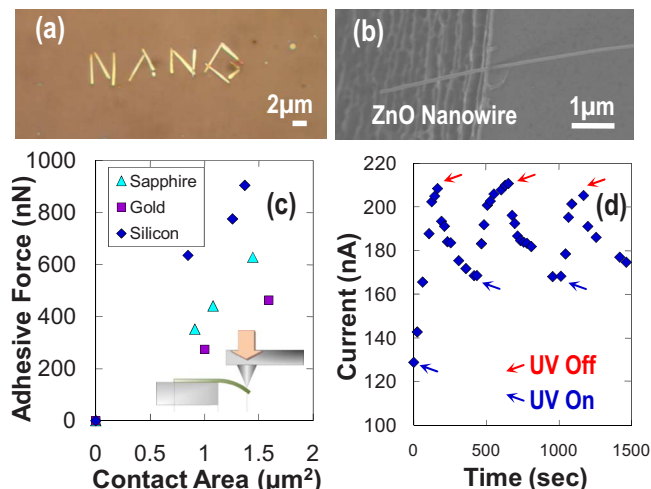 (a)
NANO
2µm
(b)
ZnO Nanowire
1µm
(c)
Adhesive Force (nN)
1000
800
600
400
200
0
Sapphire
Gold
Silicon
0
0.5
1
1.5
2
Contact Area (µm²)
(d)
Current (nA)
220
200
180
160
140
120
100
UV Off
UV On
0
500
1000
1500
Time (sec)